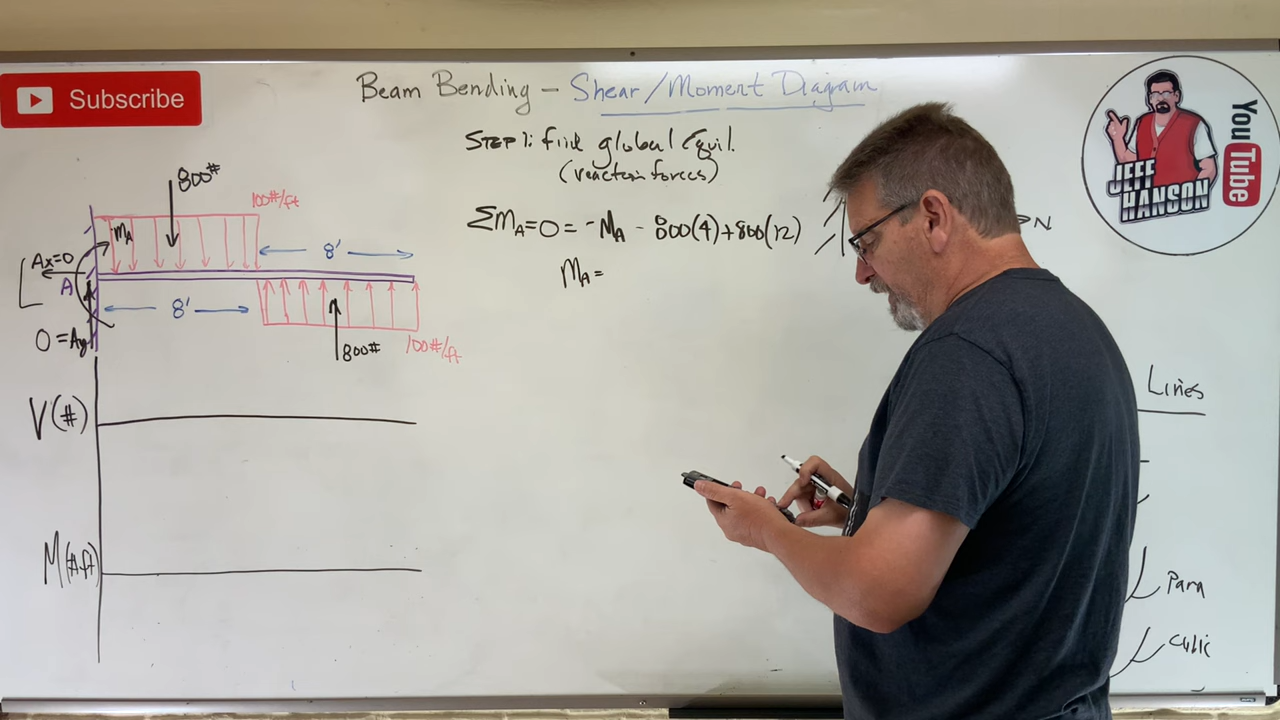 Subscribe
Beam Bending - Shear/Moment Diagram
STEP 1: find global Equil.
(reaction forces)
ΣMA=0= -MA - 800(4)+800(12)
MA=
N
800#
100#/ft
MA
8'
Ax=0
A
8'
0=Ay
800#
100#/ft
V(#)
M(#ft)
Lines
Para
Cubic
JEFF HANSON
YouTube